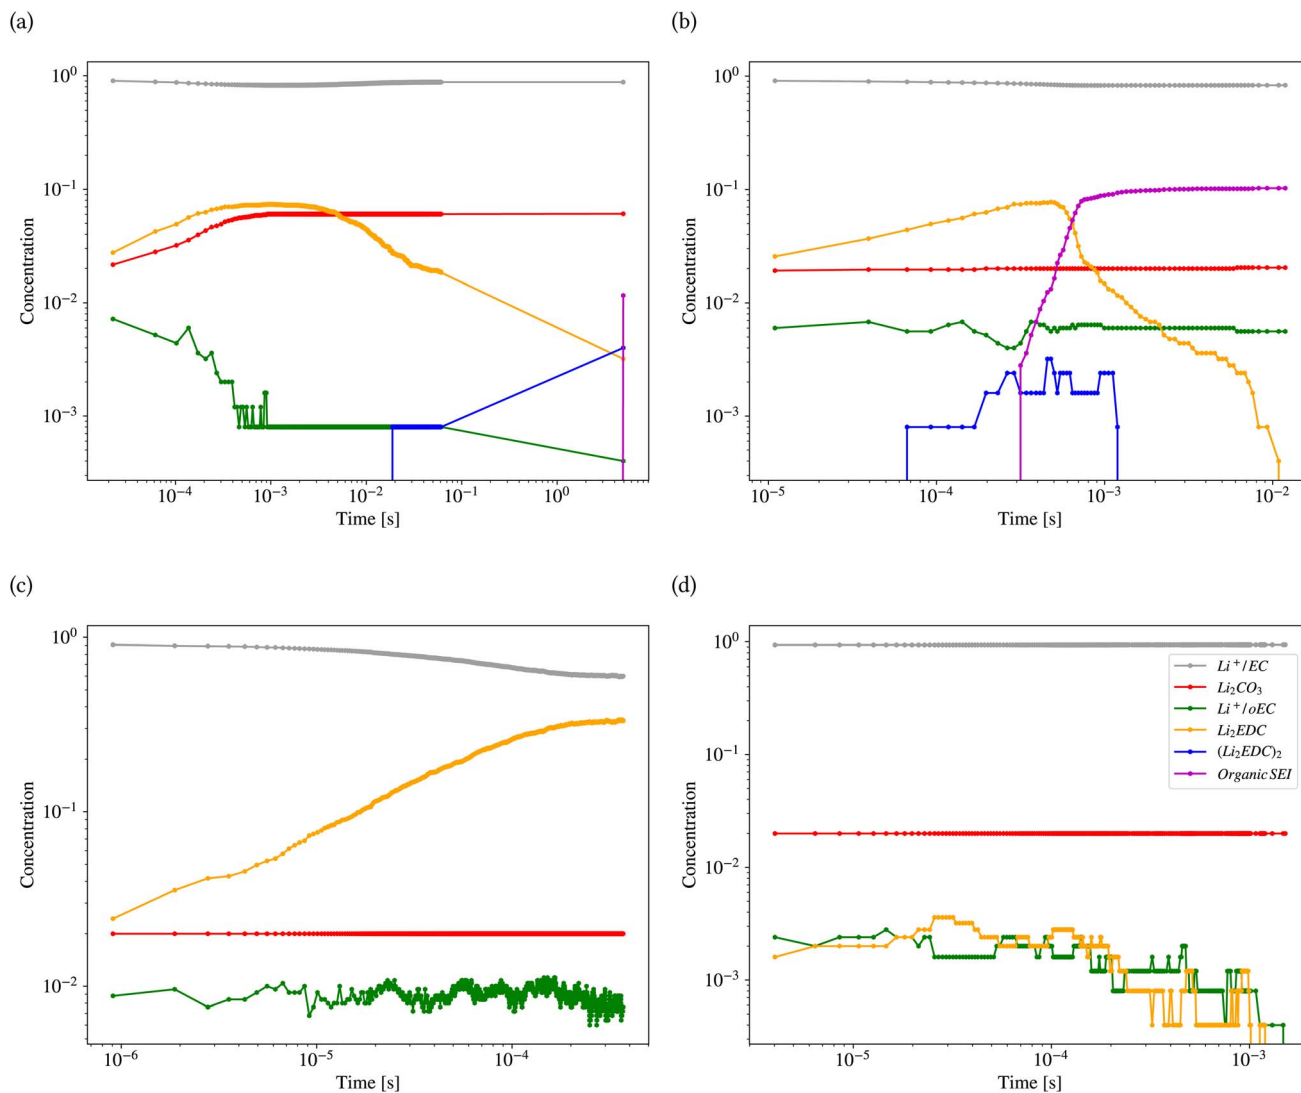 (a)
10⁰
10⁻¹
10⁻²
10⁻³
Concentration
10⁻⁴ 10⁻³ 10⁻² 10⁻¹ 10⁰
Time [s]
(b)
10⁰
10⁻¹
10⁻²
10⁻³
Concentration
10⁻⁵ 10⁻⁴ 10⁻³ 10⁻²
Time [s]
(c)
10⁰
10⁻¹
10⁻²
Concentration
10⁻⁶ 10⁻⁵ 10⁻⁴
Time [s]
(d)
10⁰
10⁻¹
10⁻²
10⁻³
Concentration
10⁻⁵ 10⁻⁴ 10⁻³
Time [s]
Li⁺/EC
Li₂CO₃
Li⁺/oEC
Li₂EDC
(Li₂EDC)₂
Organic SEI